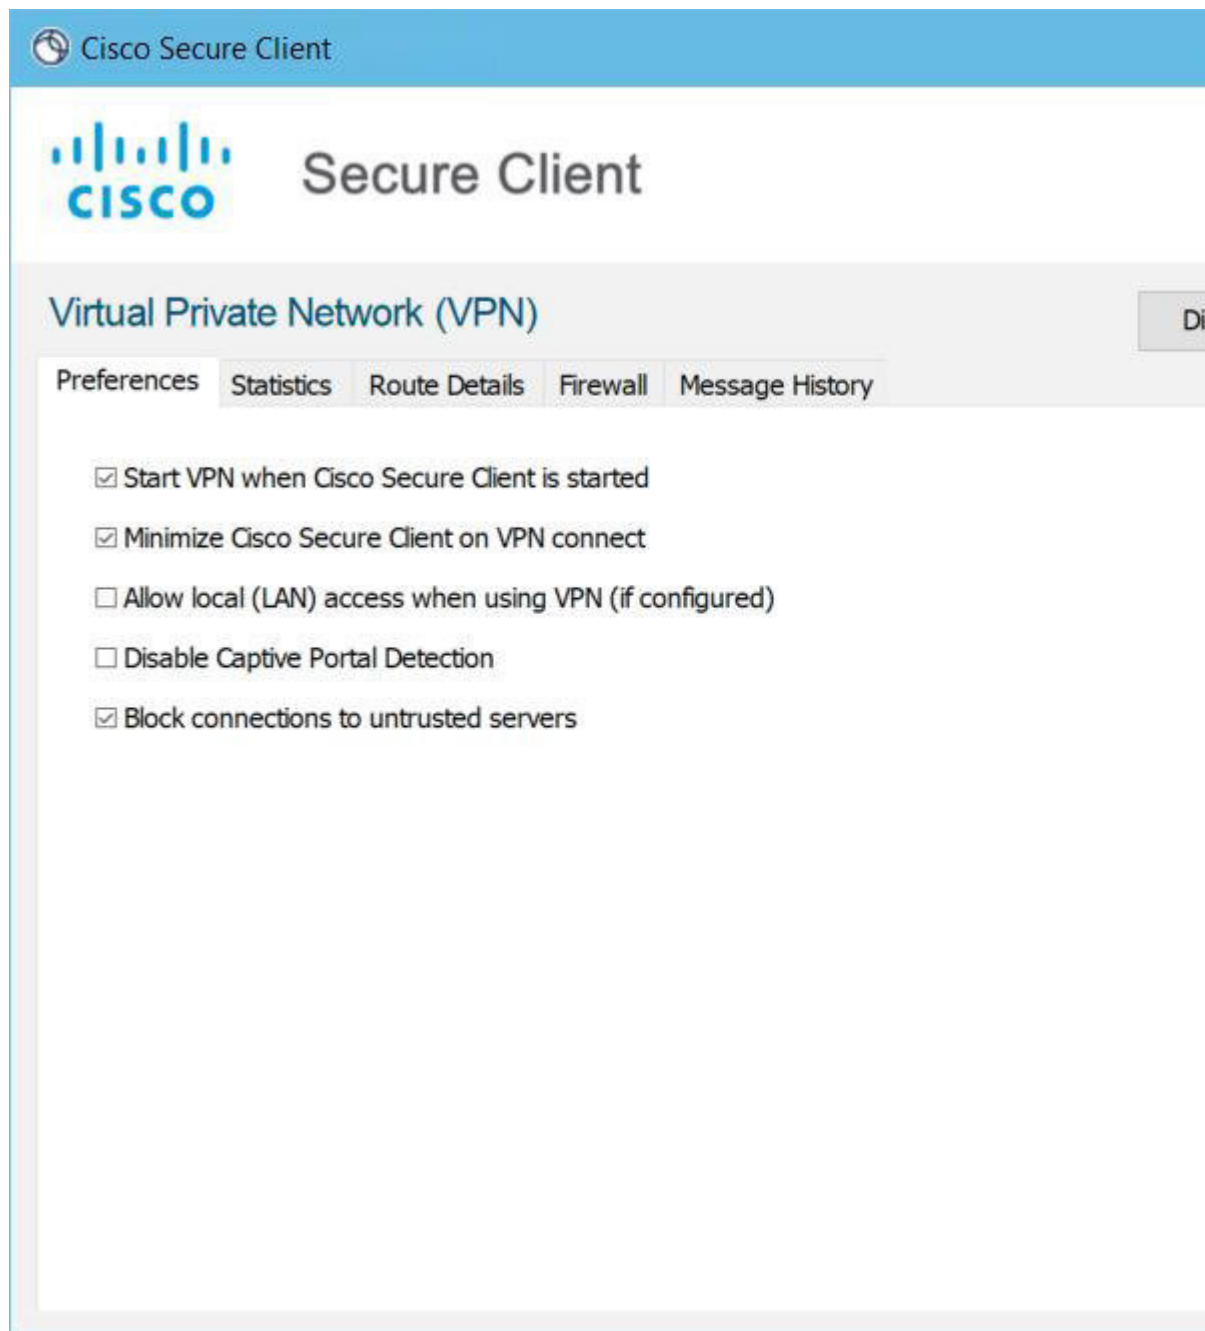 Cisco Secure Client
CISCO
Secure Client
Virtual Private Network (VPN)
Di
Preferences Statistics Route Details Firewall Message History
Start VPN when Cisco Secure Client is started
Minimize Cisco Secure Client on VPN connect
Allow local (LAN) access when using VPN (if configured)
Disable Captive Portal Detection
Block connections to untrusted servers